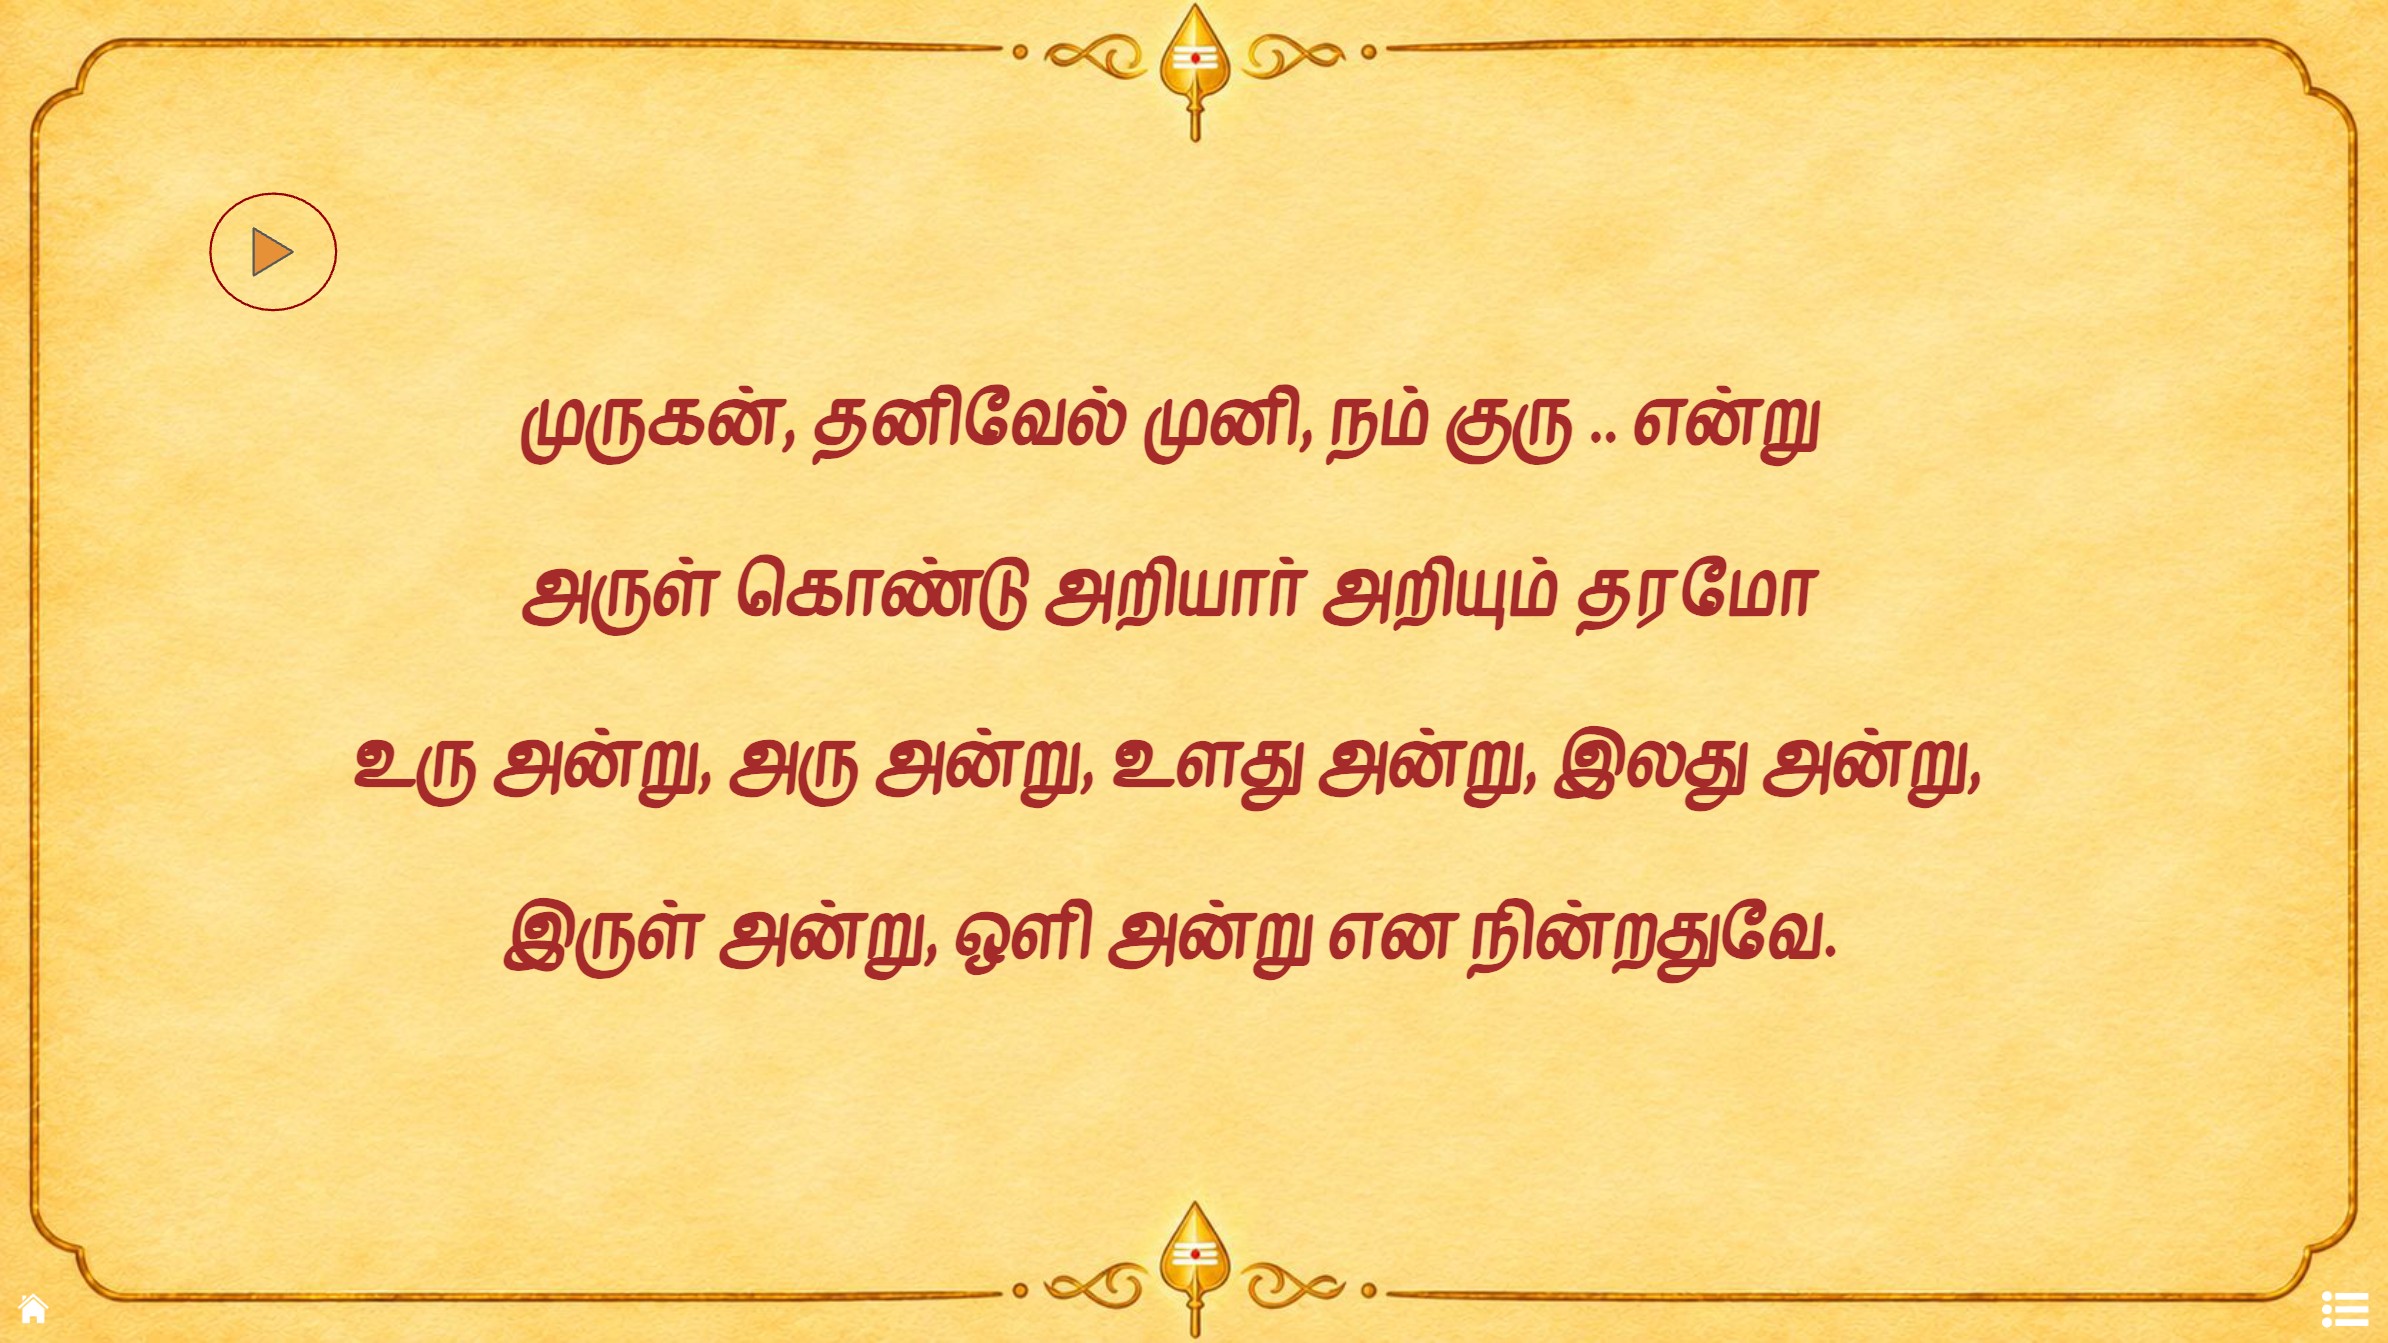 முருகன், தனிவேல் முனி, நம் குரு .. என்று
அருள் கொண்டு அறியார் அறியும் தரமோ
உரு அன்று, அரு அன்று, உளது அன்று, இலது அன்று,
இருள் அன்று, ஒளி அன்று என நின்றதுவே.